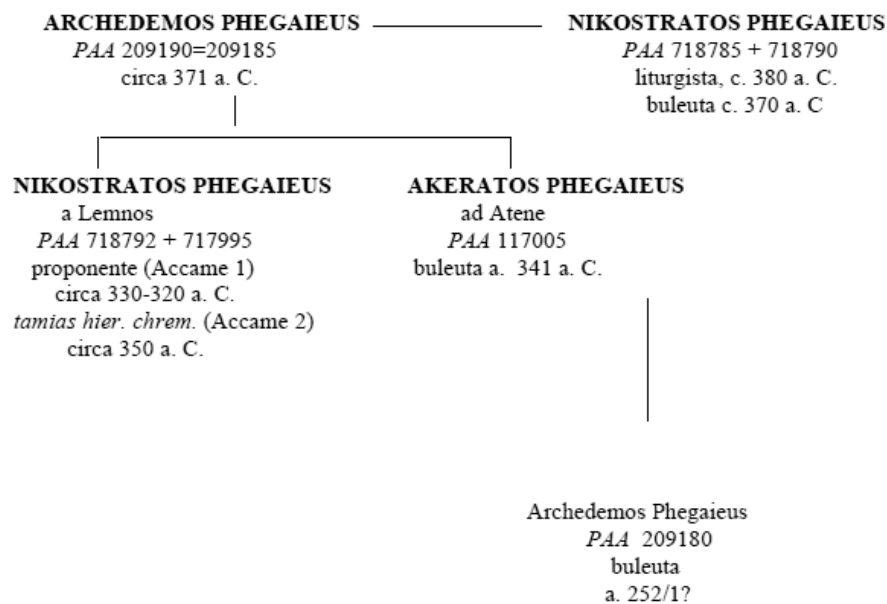 ARCHEDEMOS PHEGAIEUS
PAA 209190=209185
circa 371 a. C.
NIKOSTRATOS PHEGAIEUS
PAA 718785 + 718790
liturgista, c. 380 a. C.
buleuta c. 370 a. C
NIKOSTRATOS PHEGAIEUS
a Lemnos
PAA 718792 + 717995
proponente (Accame 1)
circa 330-320 a. C.
tamias hier. chrem. (Accame 2)
circa 350 a. C.
AKERATOS PHEGAIEUS
ad Atene
PAA 117005
buleuta a. 341 a. C.
Archedemos Phegaieus
PAA 209180
buleuta
a. 252/1?